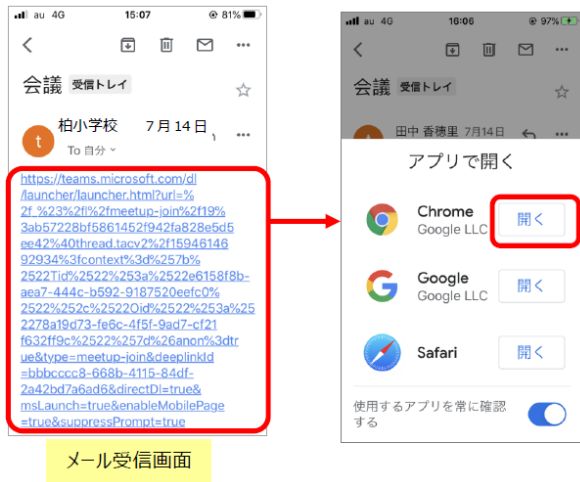 au 4G 15:07 81%
会議 受信トレイ
t
柏小学校 7月14日、
To 自分
https://teams.microsoft.com/dl
/launcher/launcher.html?url=%
2f_%23%2fl%2fmeetup-join%2f19%
3ab57228bf5861452f942fa828e5d5
ee42%40thread.tacv2%2f15946146
92934%3fcontext%3d%257b%
2522Tid%2522%253a%2522e6158f8b-
aea7-444c-b592-9187520eefc0%
2522%252c%2522Oid%2522%253a%25
2278a19d73-fe6c-4f5f-9ad7-cf21
f632ff9c%2522%257d%26anon%3dtr
ue&type=meetup-join&deeplinkId
=bbbcccc8-668b-4115-84df-
2a42bd7a6ad6&directDl=true&
msLaunch=true&enableMobilePage
=true&suppressPrompt=true
メール受信画面
au 4G 16:06 97%
会議 受信トレイ
t
田中 香穂里 7月14日
アプリで開く
Chrome
Google LLC
開く
Google
Google LLC
開く
Safari
開く
使用するアプリを常に確認
する